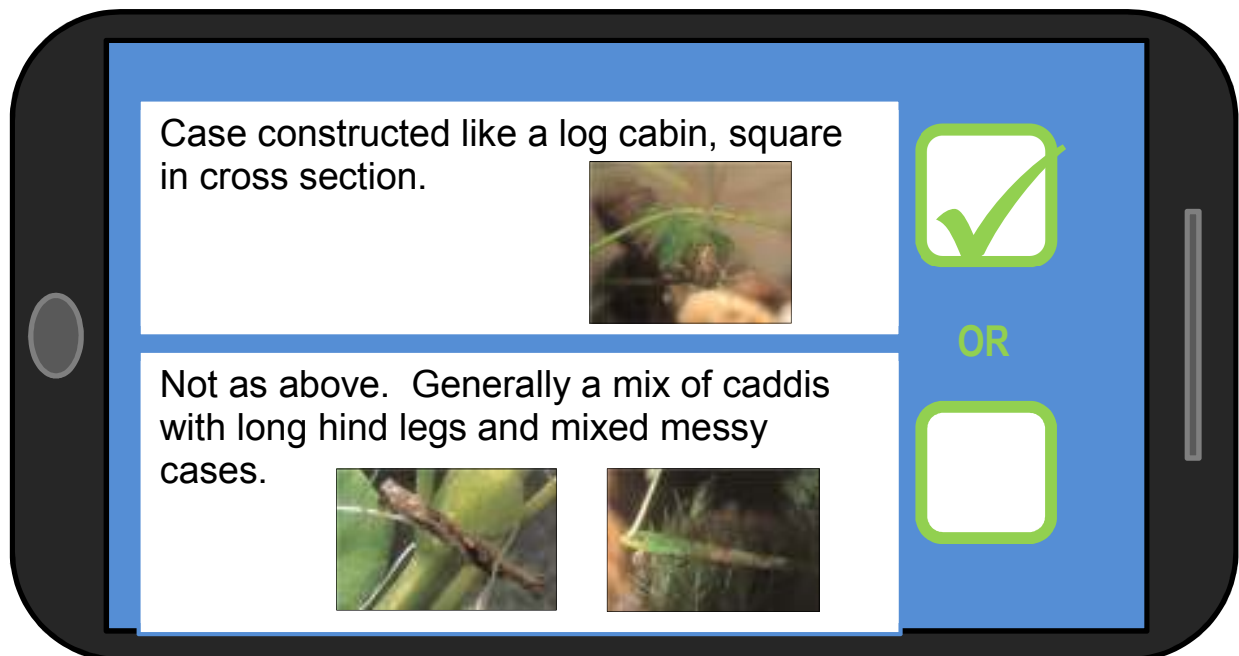 Case constructed like a log cabin, square
in cross section.
OR
Not as above.  Generally a mix of caddis
with long hind legs and mixed messy
cases.